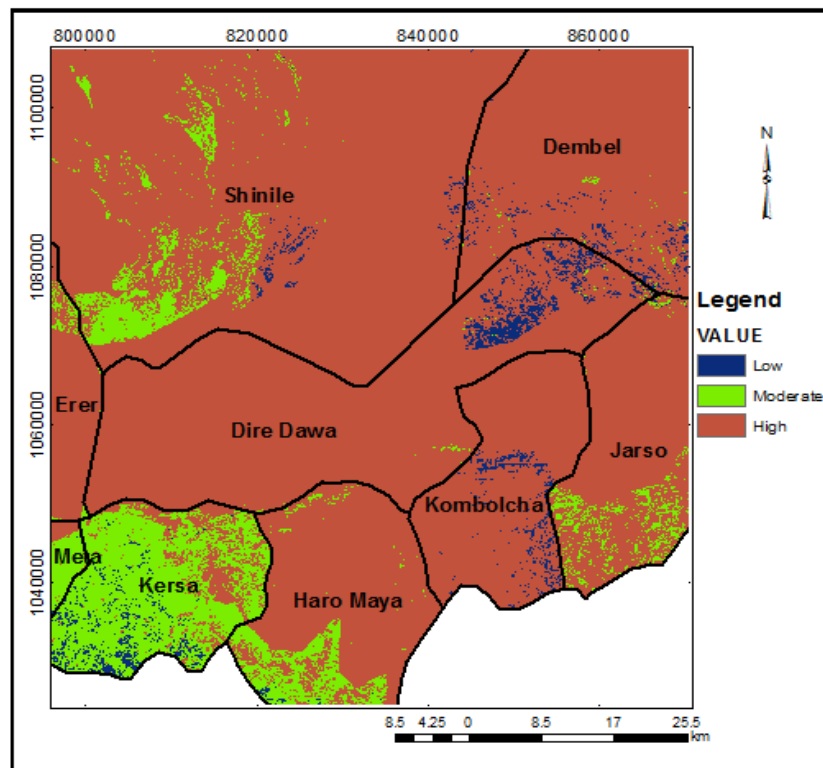 800000 820000 840000 860000
1100000
1080000
1060000
1040000
Shinile
Dembel
Erer
Dire Dawa
Jarso
Kombolcha
Meta
Kersa
Haro Maya
N
S
Legend
VALUE
Low
Moderate
High
8.5 4.25 0 8.5 17 25.5
km